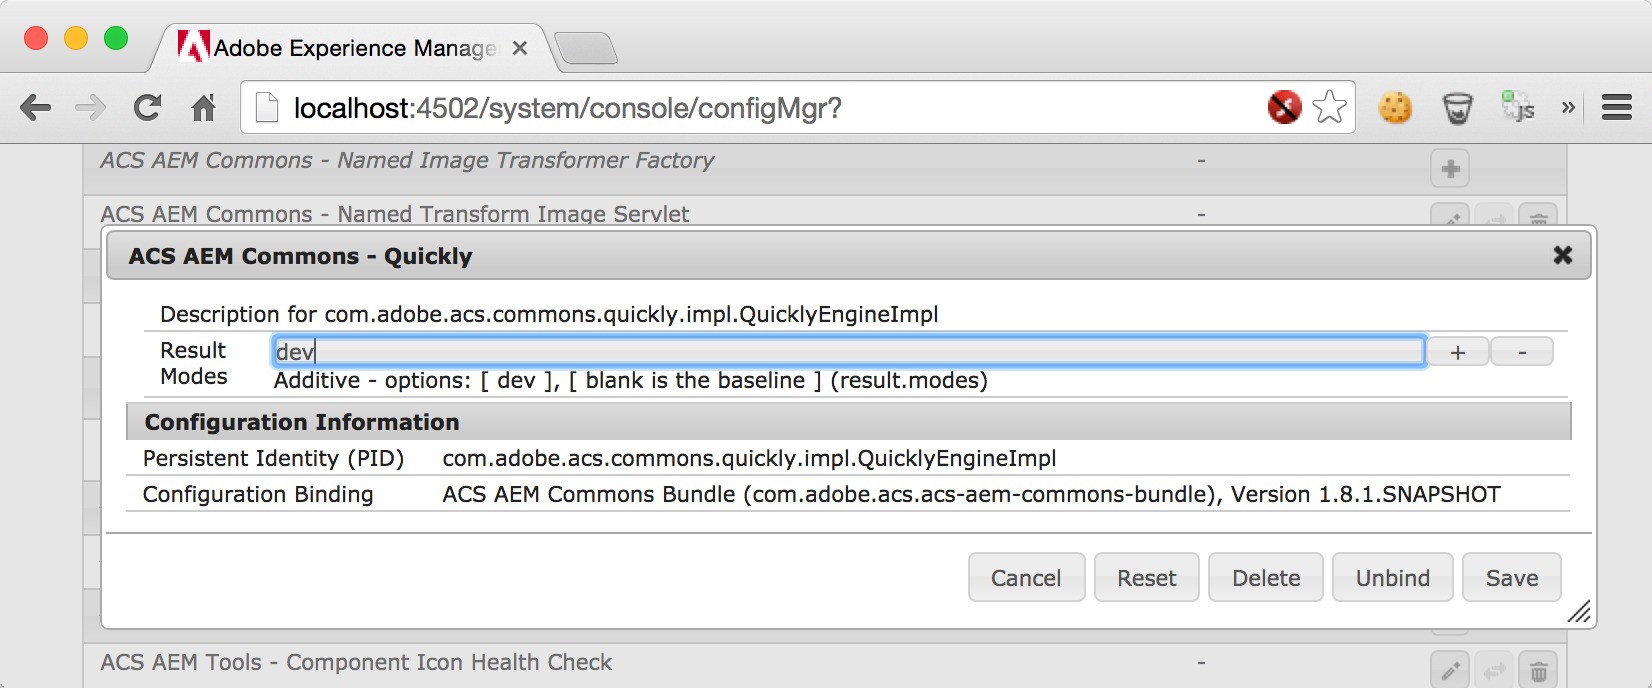 Adobe Experience Manage
localhost:4502/system/console/configMgr?
JS
»
ACS AEM Commons - Named Image Transformer Factory -
ACS AEM Commons - Named Transform Image Servlet -
ACS AEM Commons - Quickly
Description for com.adobe.acs.commons.quickly.impl.QuicklyEngineImpl
Result Modes
dev
+ -
Additive - options: [ dev ], [ blank is the baseline ] (result.modes)
Configuration Information
Persistent Identity (PID) com.adobe.acs.commons.quickly.impl.QuicklyEngineImpl
Configuration Binding ACS AEM Commons Bundle (com.adobe.acs.acs-aem-commons-bundle), Version 1.8.1.SNAPSHOT
Cancel Reset Delete Unbind Save
ACS AEM Tools - Component Icon Health Check -